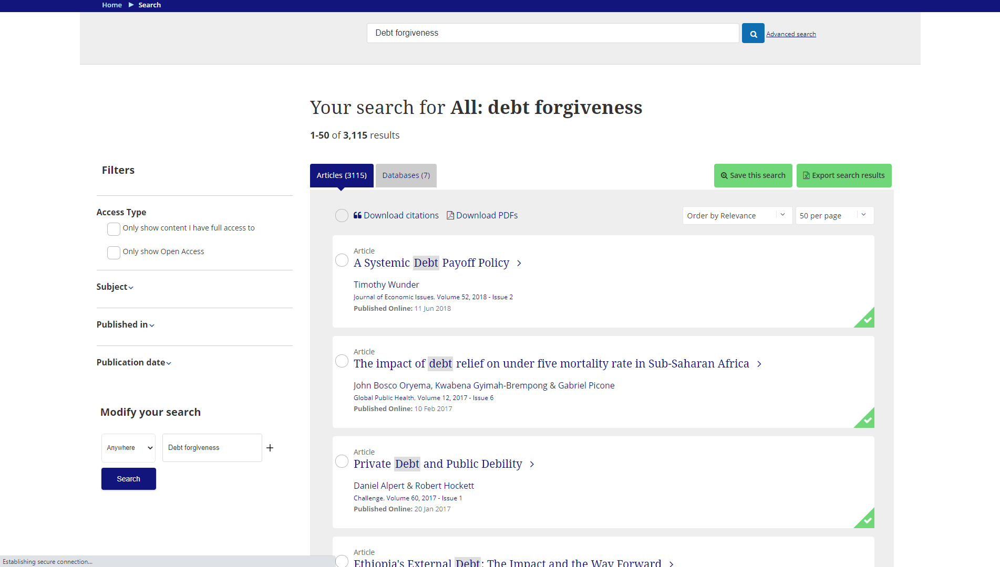 Home ▶ Search
Debt forgiveness
Advanced search
Your search for All: debt forgiveness
1-50 of 3,115 results
Filters
Access Type
Only show content I have full access to
Only show Open Access
Subject
Published in
Publication date
Modify your search
Anywhere
Debt forgiveness
+
Search
Articles (3115)
Databases (7)
Save this search
Export search results
Download citations
Download PDFs
Order by Relevance
50 per page
Article
A Systemic Debt Payoff Policy
Timothy Wunder
Journal of Economic Issues, Volume 52, 2018 - Issue 2
Published Online: 11 Jun 2018
Article
The impact of debt relief on under five mortality rate in Sub-Saharan Africa
John Bosco Oryema, Kwabena Gyimah-Brempong & Gabriel Picone
Global Public Health, Volume 12, 2017 - Issue 6
Published Online: 10 Feb 2017
Article
Private Debt and Public Debility
Daniel Alpert & Robert Hockett
Challenge, Volume 60, 2017 - Issue 1
Published Online: 20 Jan 2017
Article
Ethiopia's External Debt: The Impact and the Way Forward
Establishing secure connection...